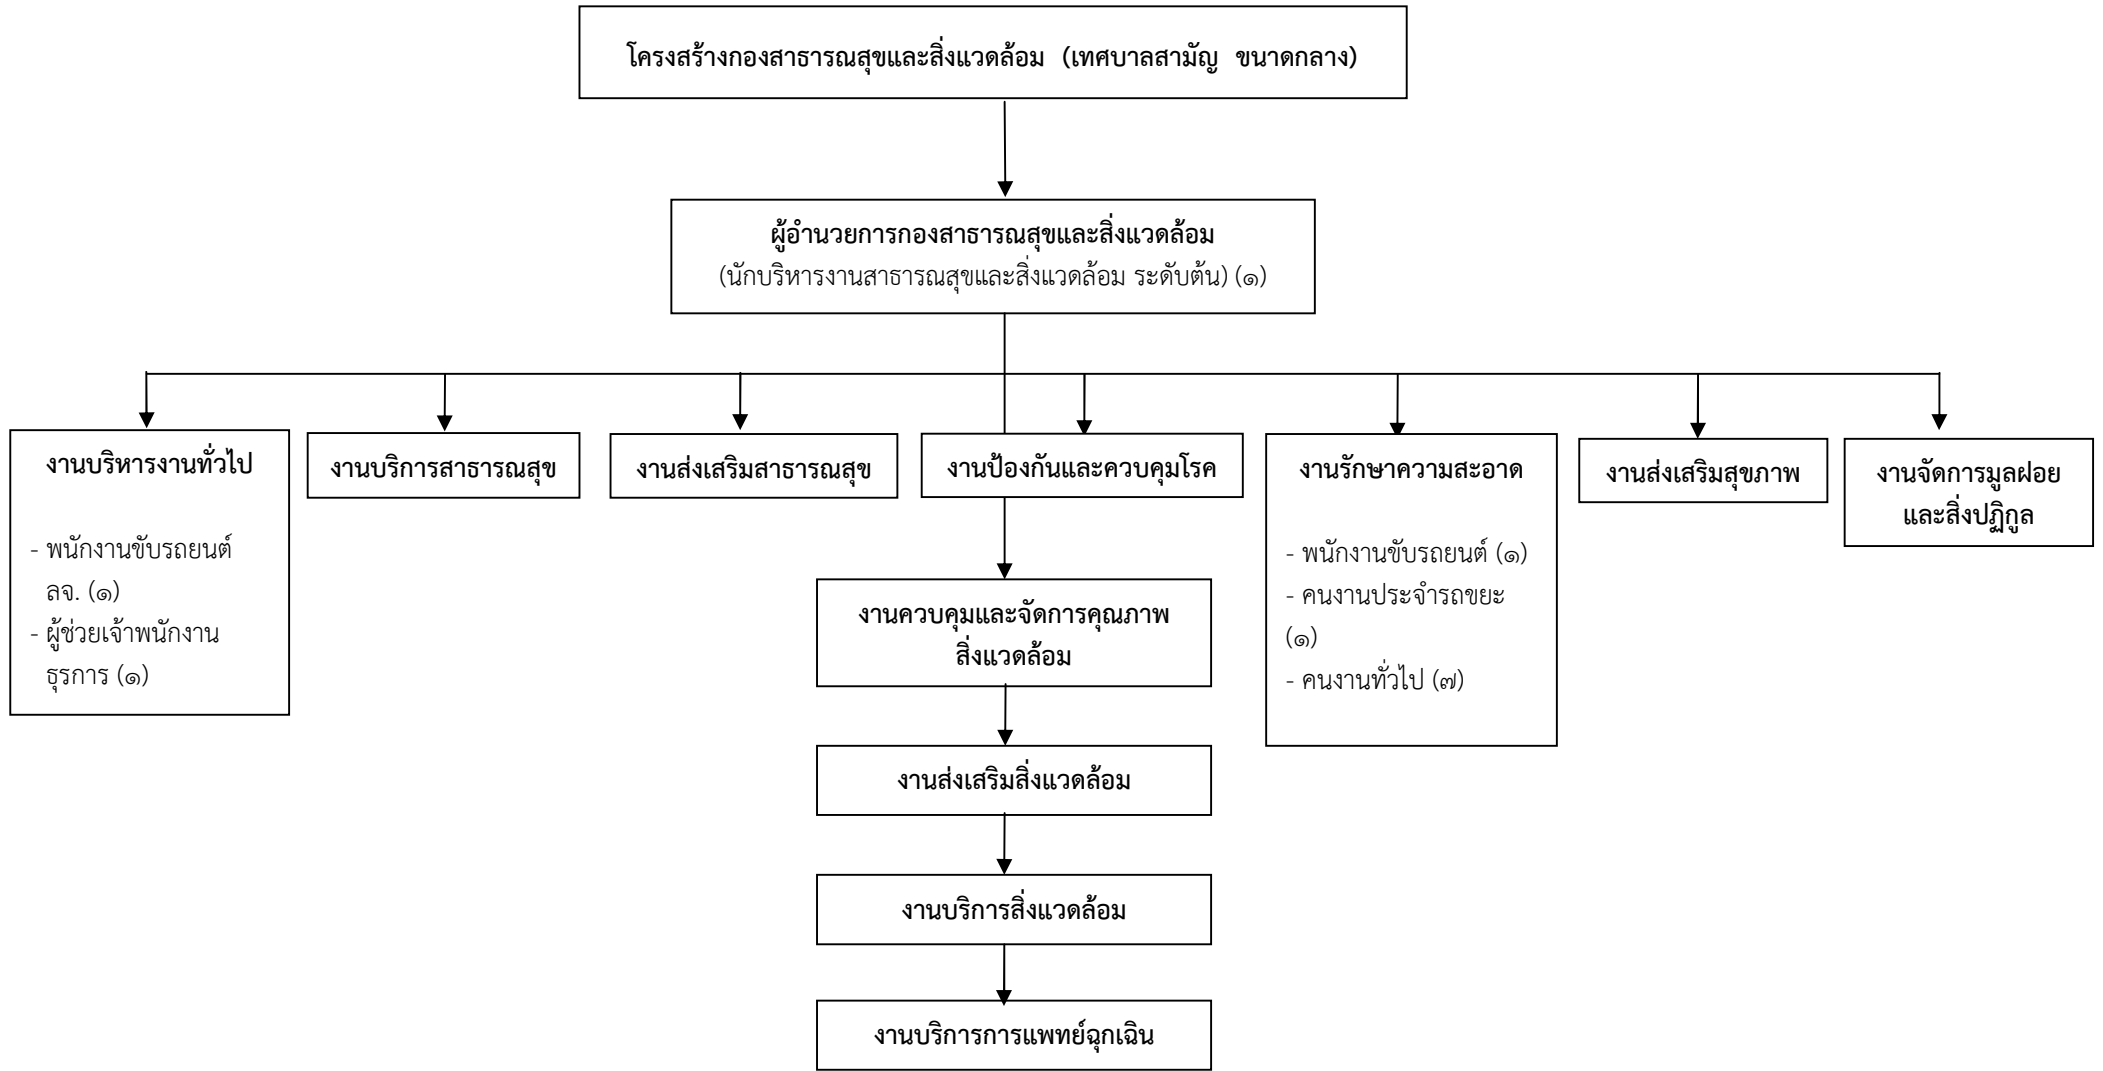 โครงสร้างกองสาธารณสุขและสิ่งแวดล้อม (เทศบาลสามัญ ขนาดกลาง)
ผู้อำนวยการกองสาธารณสุขและสิ่งแวดล้อม
(นักบริหารงานสาธารณสุขและสิ่งแวดล้อม ระดับต้น) (๑)
งานบริหารงานทั่วไป
- พนักงานขับรถยนต์
ลจ. (๑)
- ผู้ช่วยเจ้าพนักงาน
ธุรการ (๑)
งานบริการสาธารณสุข
งานส่งเสริมสาธารณสุข
งานป้องกันและควบคุมโรค
งานรักษาความสะอาด
- พนักงานขับรถยนต์ (๑)
- คนงานประจำรถขยะ
(๑)
- คนงานทั่วไป (๗)
งานส่งเสริมสุขภาพ
งานจัดการมูลฝอย
และสิ่งปฏิกูล
งานควบคุมและจัดการคุณภาพ
สิ่งแวดล้อม
งานส่งเสริมสิ่งแวดล้อม
งานบริการสิ่งแวดล้อม
งานบริการการแพทย์ฉุกเฉิน